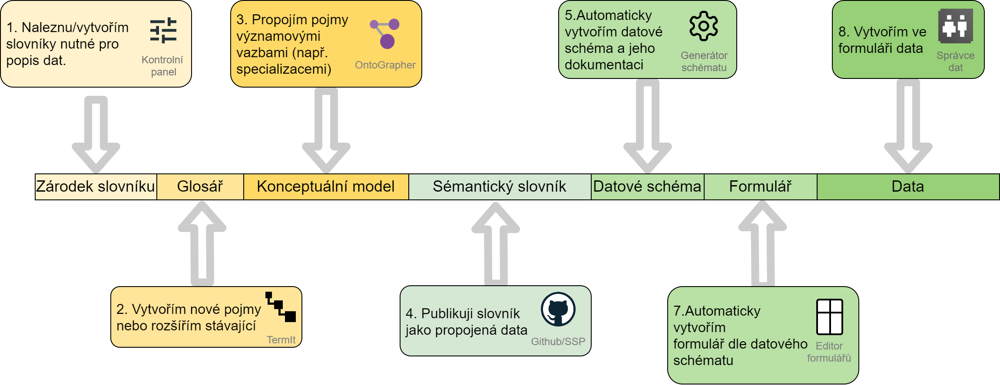 1. Naleznu/vytvořím
slovníky nutné pro
popis dat.
Kontrolní
panel
3. Propojím pojmy
významovými
vazbami (např.
specializacemi)
OntoGrapher
5.Automaticky
vytvořím datové
schéma a jeho
dokumentaci
Generátor
schématu
8. Vytvořím ve
formuláři data
Správce
dat
Zárodek slovníku
Glosář
Konceptuální model
Sémantický slovník
Datové schéma
Formulář
Data
2. Vytvořím nové pojmy
nebo rozšířím stávající
TermIt
4. Publikuji slovník
jako propojená data
Github/SSP
7.Automaticky
vytvořím
formulář dle datového
schématu
Editor
formulářů